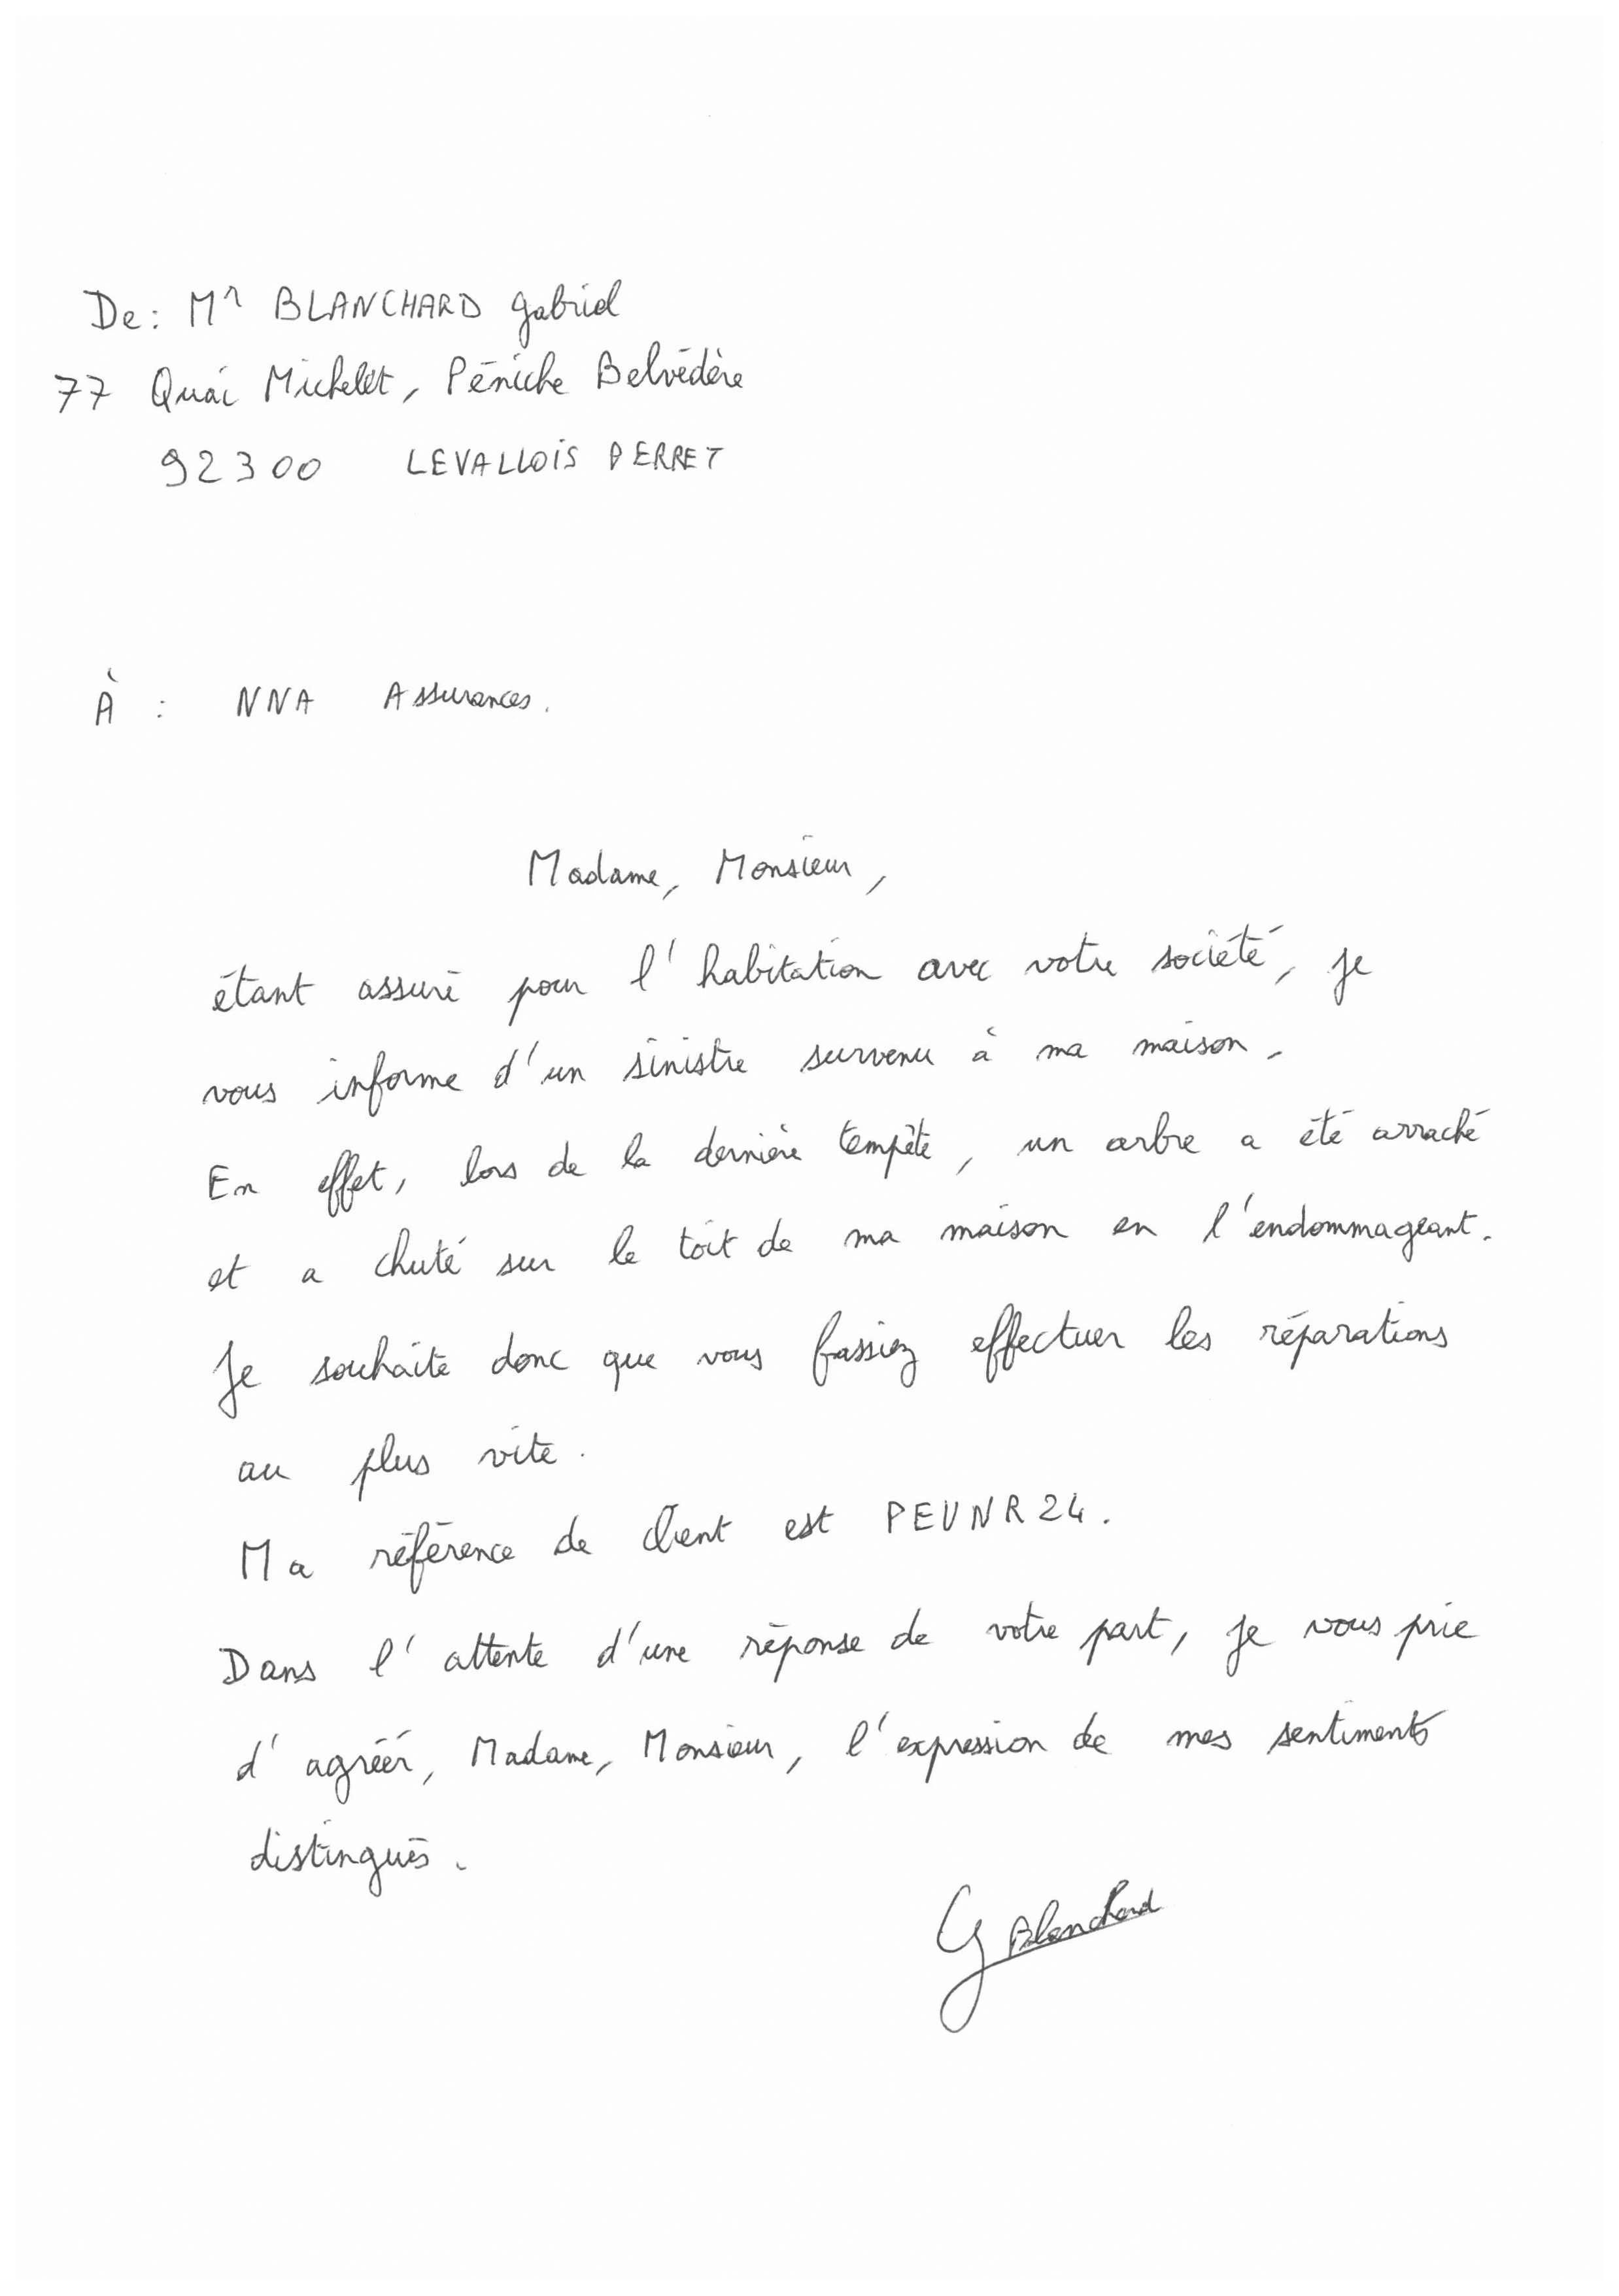 De : Mr BLANCHARD Gabriel
77 Quai Michelet, Péniche Belvédère
92300 LEVALLOIS PERRET
À : NNA Assurances.
Madame, Monsieur,
étant assuré pour l'habitation avec votre société, je
vous informe d'un sinistre survenu à ma maison.
En effet, lors de la dernière tempête, un arbre a été arraché
et a chuté sur le toit de ma maison en l'endommageant.
Je souhaite donc que vous fassiez effectuer les réparations
au plus vite.
Ma référence de client est PEUNR24.
Dans l'attente d'une réponse de votre part, je vous prie
d'agréér, Madame, Monsieur, l'expression de mes sentiments
distingués.
G Blanchard